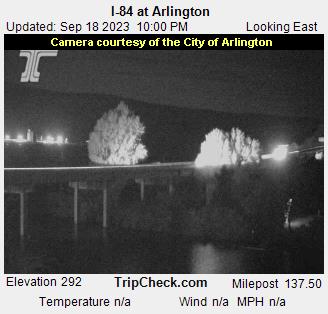 I-84 at Arlington
Updated: Sep 18 2023 10:00 PM Looking East
Camera courtesy of the City of Arlington
Elevation 292 TripCheck.com Milepost 137.50
Temperature n/a Wind n/a MPH n/a